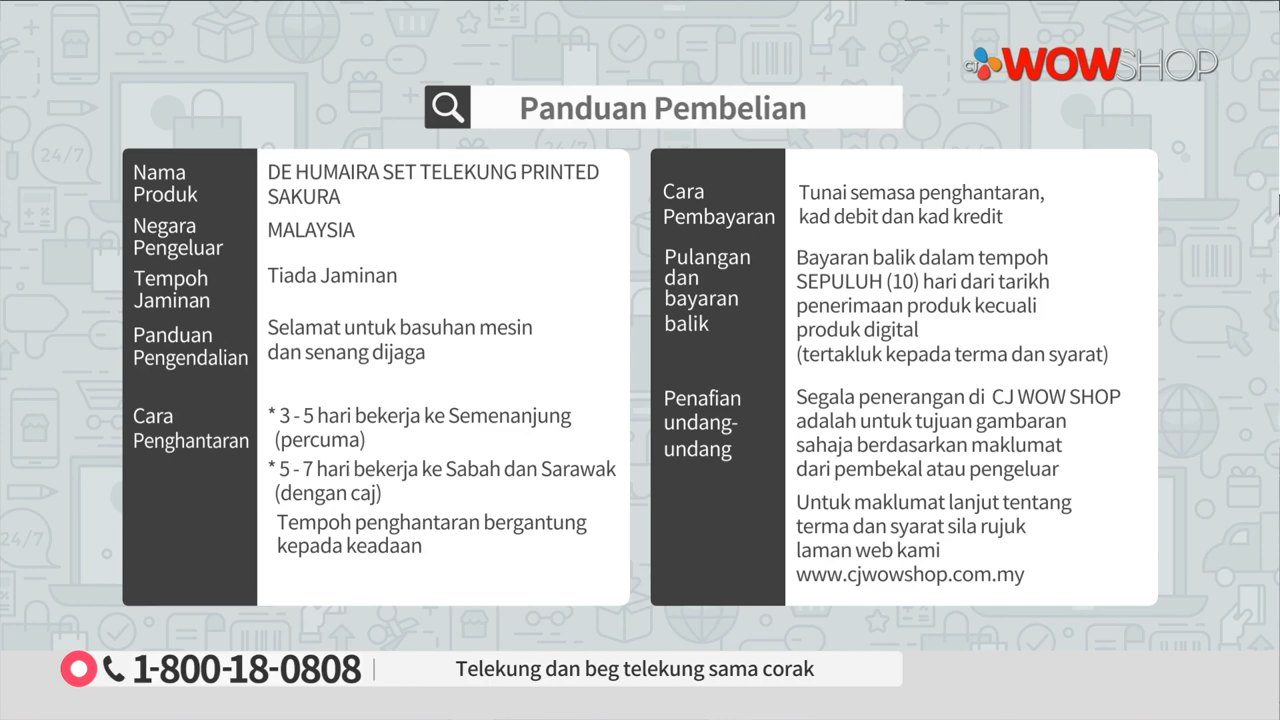 CJ WOWSHOP
Panduan Pembelian
Nama
Produk
DE HUMAIRA SET TELEKUNG PRINTED
SAKURA
Negara
Pengeluar
MALAYSIA
Tempoh
Jaminan
Tiada Jaminan
Panduan
Pengendalian
Selamat untuk basuhan mesin
dan senang dijaga
Cara
Penghantaran
* 3 - 5 hari bekerja ke Semenanjung
(percuma)
* 5 - 7 hari bekerja ke Sabah dan Sarawak
(dengan caj)
Tempoh penghantaran bergantung
kepada keadaan
Cara
Pembayaran
Tunai semasa penghantaran,
kad debit dan kad kredit
Pulangan
dan
bayaran
balik
Bayaran balik dalam tempoh
SEPULUH (10) hari dari tarikh
penerimaan produk kecuali
produk digital
(tertakluk kepada terma dan syarat)
Penafian
undang-
undang
Segala penerangan di CJ WOW SHOP
adalah untuk tujuan gambaran
sahaja berdasarkan maklumat
dari pembekal atau pengeluar
Untuk maklumat lanjut tentang
terma dan syarat sila rujuk
laman web kami
www.cjwowshop.com.my
1-800-18-0808
Telekung dan beg telekung sama corak
24/7
24/7
24/7